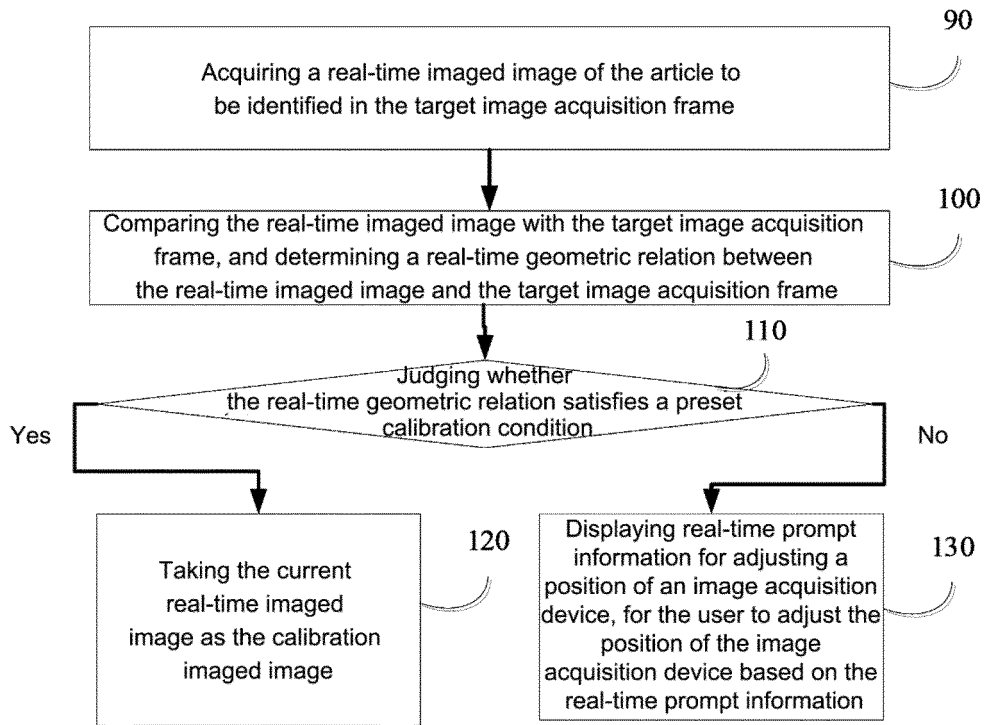 90
Acquiring a real-time imaged image of the article to
be identified in the target image acquisition frame
100
Comparing the real-time imaged image with the target image acquisition
frame, and determining a real-time geometric relation between
the real-time imaged image and the target image acquisition frame
110
Judging whether
the real-time geometric relation satisfies a preset
calibration condition
Yes
No
120
Taking the current
real-time imaged
image as the calibration
imaged image
130
Displaying real-time prompt
information for adjusting a
position of an image acquisition
device, for the user to adjust the
position of the image
acquisition device based on the
real-time prompt information